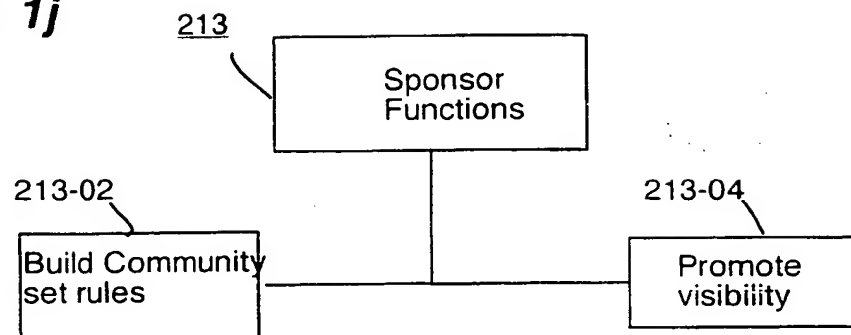 1j
213
Sponsor
Functions
213-02
213-04
Build Community
set rules
Promote
visibility